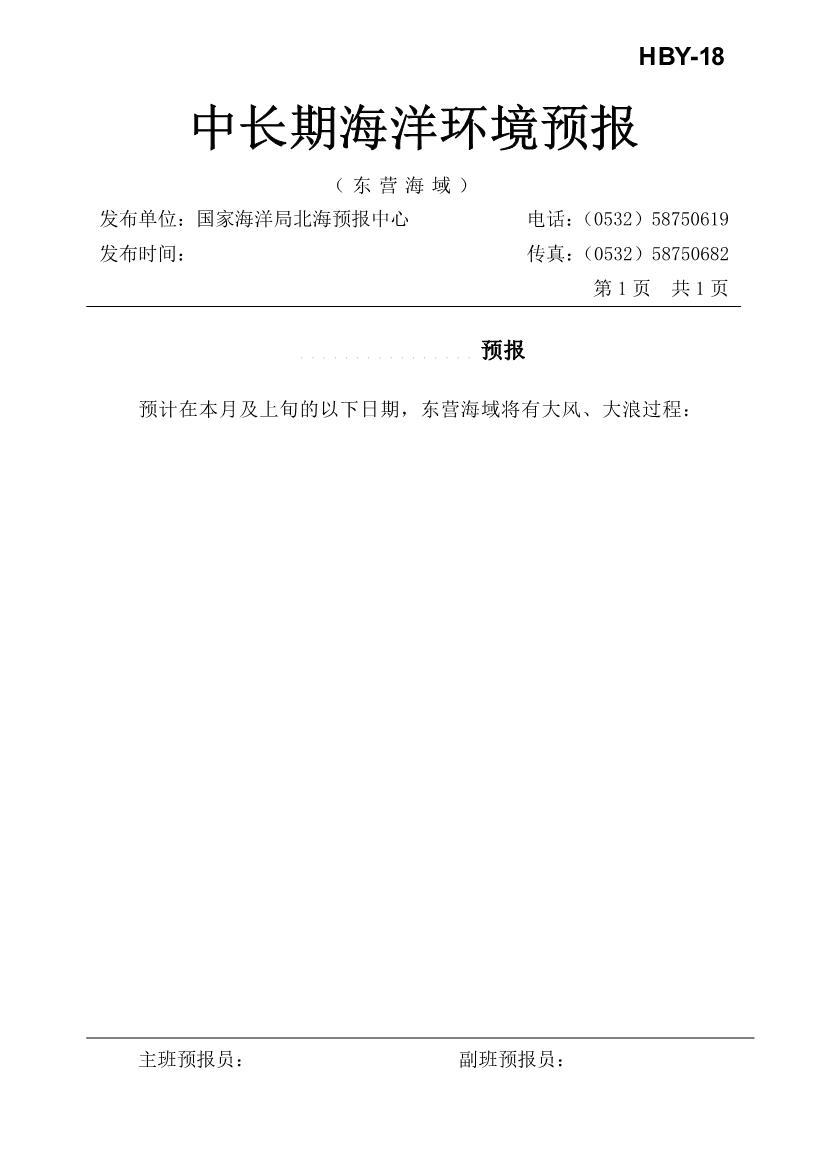 HBY-18
中长期海洋环境预报
（东营海域）
发布单位：国家海洋局北海预报中心 电话：（0532）58750619
发布时间： 传真：（0532）58750682
第 1 页 共 1 页
................ 预报
预计在本月及上旬的以下日期，东营海域将有大风、大浪过程：
主班预报员： 副班预报员：